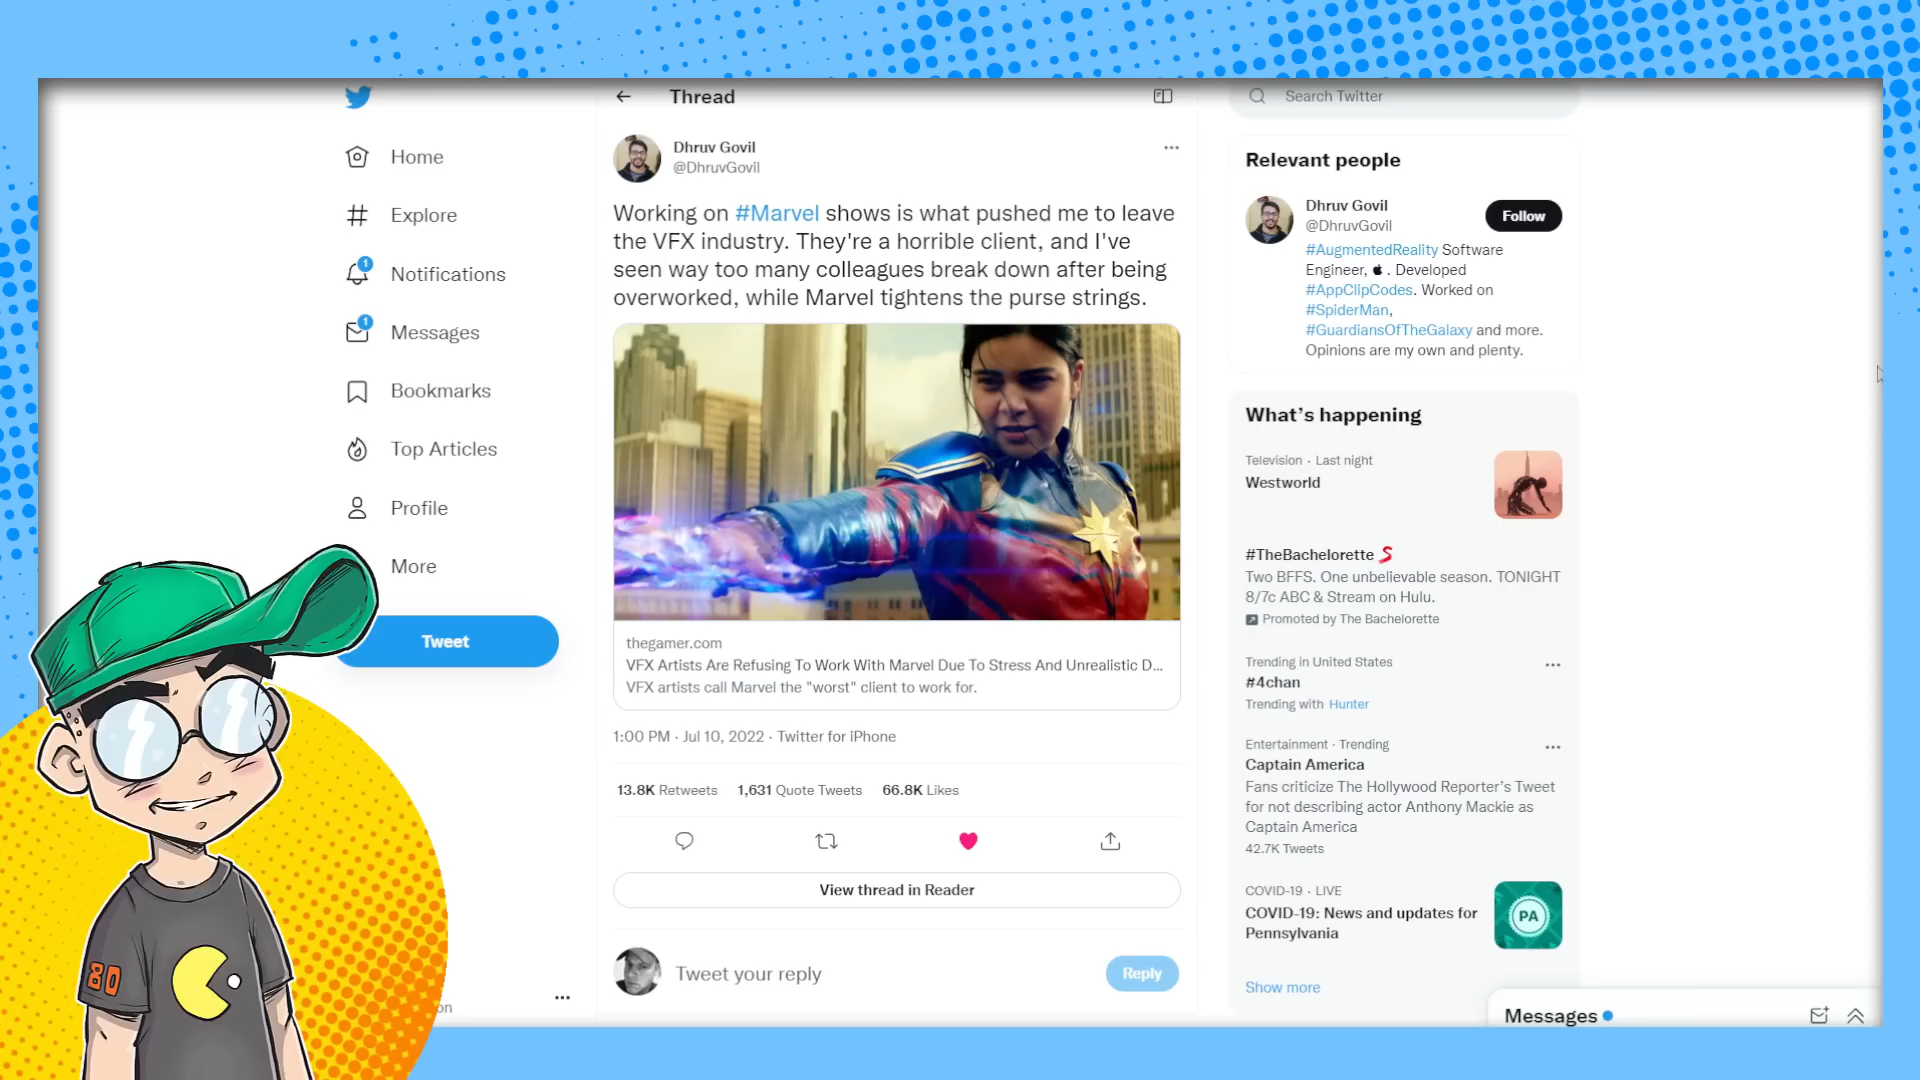 Thread
Search Twitter
Home
Explore
1
Notifications
1
Messages
Bookmarks
Top Articles
Profile
More
Tweet
Dhruv Govil
@DhruvGovil
Working on #Marvel shows is what pushed me to leave
the VFX industry. They're a horrible client, and I've
seen way too many colleagues break down after being
overworked, while Marvel tightens the purse strings.
thegamer.com
VFX Artists Are Refusing To Work With Marvel Due To Stress And Unrealistic D...
VFX artists call Marvel the "worst" client to work for.
1:00 PM · Jul 10, 2022 · Twitter for iPhone
13.8K Retweets 1,631 Quote Tweets 66.8K Likes
View thread in Reader
Tweet your reply
Reply
Relevant people
Dhruv Govil
@DhruvGovil
Follow
#AugmentedReality Software
Engineer, . Developed
#AppClipCodes. Worked on
#SpiderMan,
#GuardiansOfTheGalaxy and more.
Opinions are my own and plenty.
What's happening
Television · Last night
Westworld
#TheBachelorette
Two BFFS. One unbelievable season. TONIGHT
8/7c ABC & Stream on Hulu.
Promoted by The Bachelorette
Trending in United States
#4chan
Trending with Hunter
Entertainment · Trending
Captain America
Fans criticize The Hollywood Reporter's Tweet
for not describing actor Anthony Mackie as
Captain America
42.7K Tweets
COVID-19 · LIVE
COVID-19: News and updates for
Pennsylvania
PA
Show more
Messages
80
on